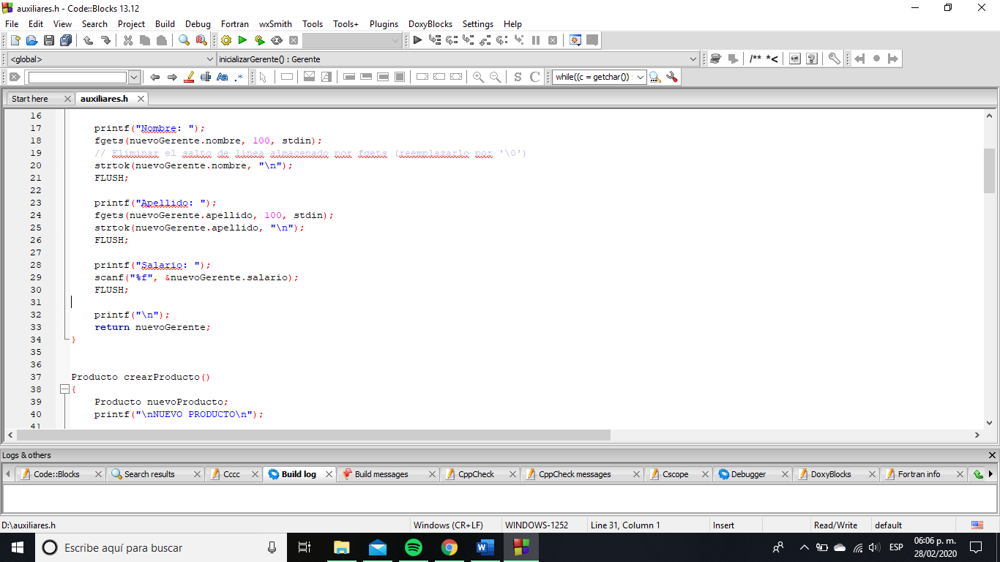 auxiliares.h - Code::Blocks 13.12
File Edit View Search Project Build Debug Fortran wxSmith Tools Tools+ Plugins DoxyBlocks Settings Help
<global> inicializarGerente() : Gerente /** *<
Aa .* S C while((c = getchar())
Start here auxiliares.h
16
17 printf("Nombre: ");
18 fgets(nuevoGerente.nombre, 100, stdin);
19 // Eliminar el salto de linea almacenado por fgets (reemplazarlo por '\0')
20 strtok(nuevoGerente.nombre, "\n");
21 FLUSH;
22
23 printf("Apellido: ");
24 fgets(nuevoGerente.apellido, 100, stdin);
25 strtok(nuevoGerente.apellido, "\n");
26 FLUSH;
27
28 printf("Salario: ");
29 scanf("%f", &nuevoGerente.salario);
30 FLUSH;
31
32 printf("\n");
33 return nuevoGerente;
34 }
35
36
37 Producto crearProducto()
38 {
39 Producto nuevoProducto;
40 printf("\nNUEVO PRODUCTO\n");
41
Logs & others
Code::Blocks Search results Cccc Build log Build messages CppCheck CppCheck messages Cscope Debugger DoxyBlocks Fortran info
D:\auxiliares.h Windows (CR+LF) WINDOWS-1252 Line 31, Column 1 Insert Read/Write default
Escribe aquí para buscar ESP 06:06 p. m.
28/02/2020